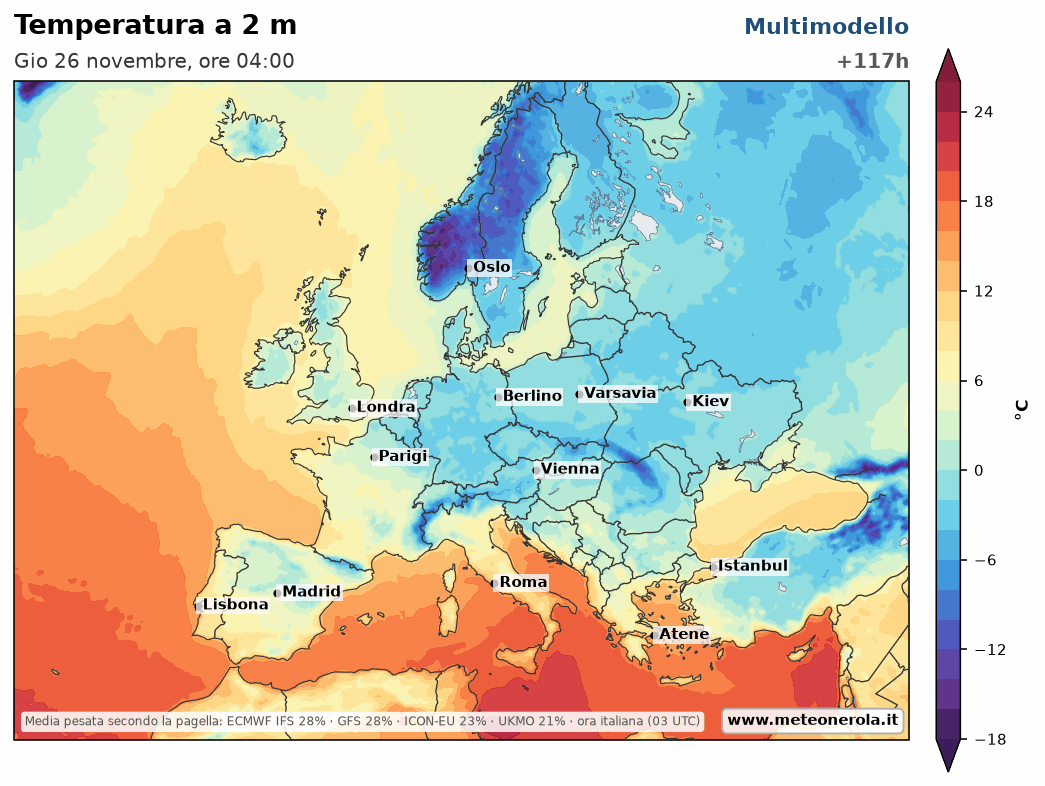 Temperatura a 2 m
Multimodello
Gio 26 novembre, ore 04:00
+117h
24
18
12
6
0
−6
−12
−18
°C
Oslo
Londra
Berlino
Varsavia
Kiev
Parigi
Vienna
Istanbul
Roma
Madrid
Lisbona
Atene
Media pesata secondo la pagella: ECMWF IFS 28% · GFS 28% · ICON-EU 23% · UKMO 21% · ora italiana (03 UTC)
www.meteonerola.it